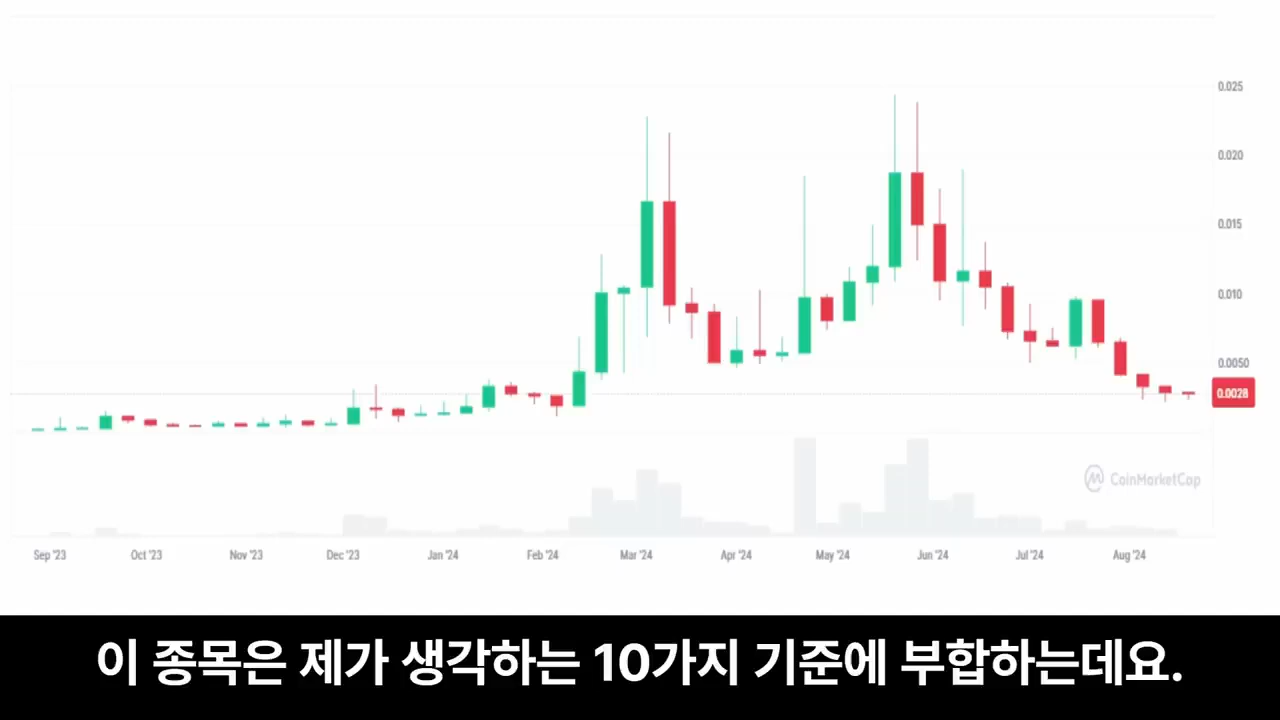 0.025
0.020
0.015
0.010
0.0050
0.0028
CoinMarketCap
Sep '23 Oct '23 Nov '23 Dec '23 Jan '24 Feb '24 Mar '24 Apr '24 May '24 Jun '24 Jul '24 Aug '24
이 종목은 제가 생각하는 10가지 기준에 부합하는데요.